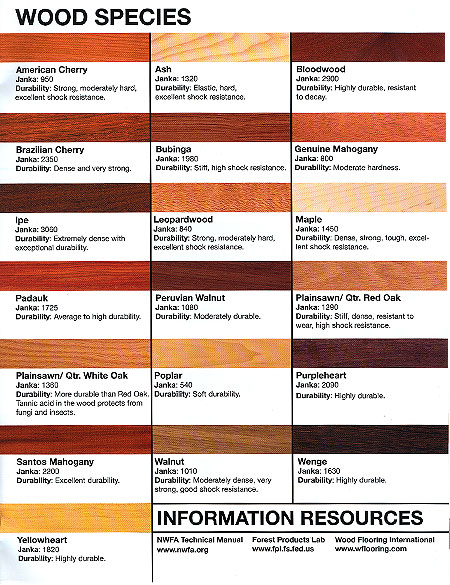 WOOD SPECIES
American Cherry
Janka: 950
Durability: Strong, moderately hard,
excellent shock resistance.
Ash
Janka: 1320
Durability: Elastic, hard,
excellent shock resistance.
Bloodwood
Janka: 2900
Durability: Highly durable, resistant
to decay.
Brazilian Cherry
Janka: 2350
Durability: Dense and very strong.
Bubinga
Janka: 1980
Durability: Stiff, high shock resistance.
Genuine Mahogany
Janka: 800
Durability: Moderate hardness.
Ipe
Janka: 3060
Durability: Extremely dense with
exceptional durability.
Leopardwood
Janka: 840
Durability: Strong, moderately hard,
excellent shock resistance.
Maple
Janka: 1450
Durability: Dense, strong, tough, excel-
lent shock resistance.
Padauk
Janka: 1725
Durability: Average to high durability.
Peruvian Walnut
Janka: 1080
Durability: Moderately durable.
Plainsawn/ Qtr. Red Oak
Janka: 1290
Durability: Stiff, dense, resistant to
wear, high shock resistance.
Plainsawn/ Qtr. White Oak
Janka: 1360
Durability: More durable than Red Oak.
Tannic acid in the wood protects from
fungi and insects.
Poplar
Janka: 540
Durability: Soft durability.
Purpleheart
Janka: 2090
Durability: Highly durable.
Santos Mahogany
Janka: 2200
Durability: Excellent durability.
Walnut
Janka: 1010
Durability: Moderately dense, very
strong, good shock resistance.
Wenge
Janka: 1630
Durability: Highly durable.
Yellowheart
Janka: 1820
Durability: Highly durable.
INFORMATION RESOURCES
NWFA Technical Manual
www.nwfa.org
Forest Products Lab
www.fpl.fs.fed.us
Wood Flooring International
www.wflooring.com